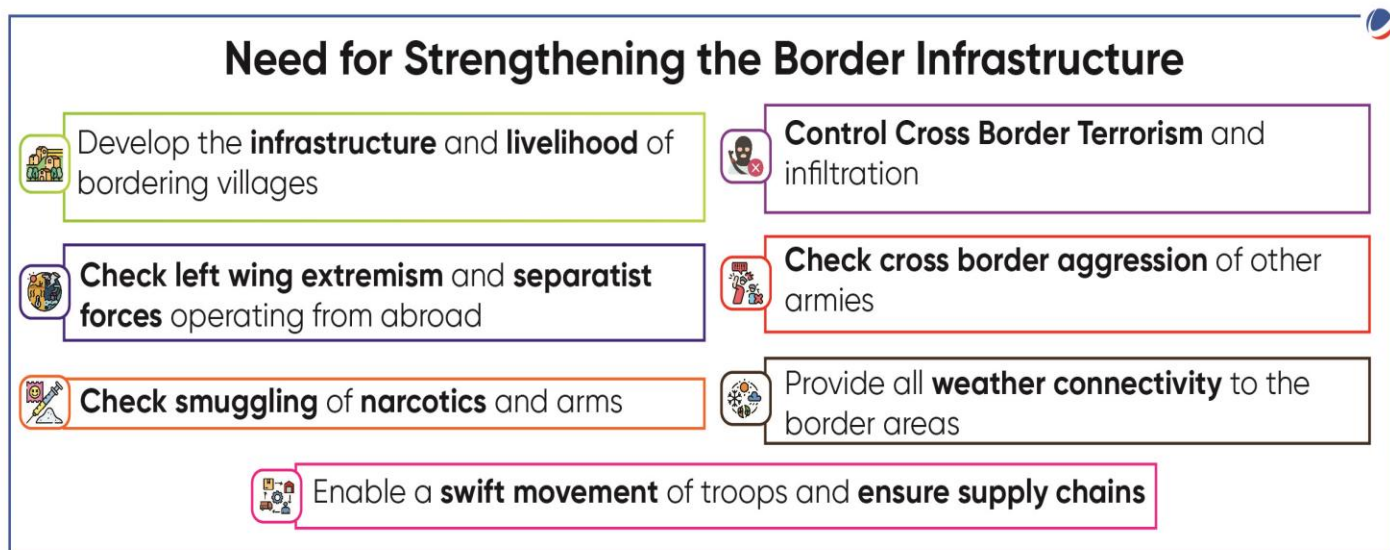 Need for Strengthening the Border Infrastructure
Develop the infrastructure and livelihood of
bordering villages
Control Cross Border Terrorism and
infiltration
Check left wing extremism and separatist
forces operating from abroad
Check cross border aggression of other
armies
Check smuggling of narcotics and arms
Provide all weather connectivity to the
border areas
Enable a swift movement of troops and ensure supply chains